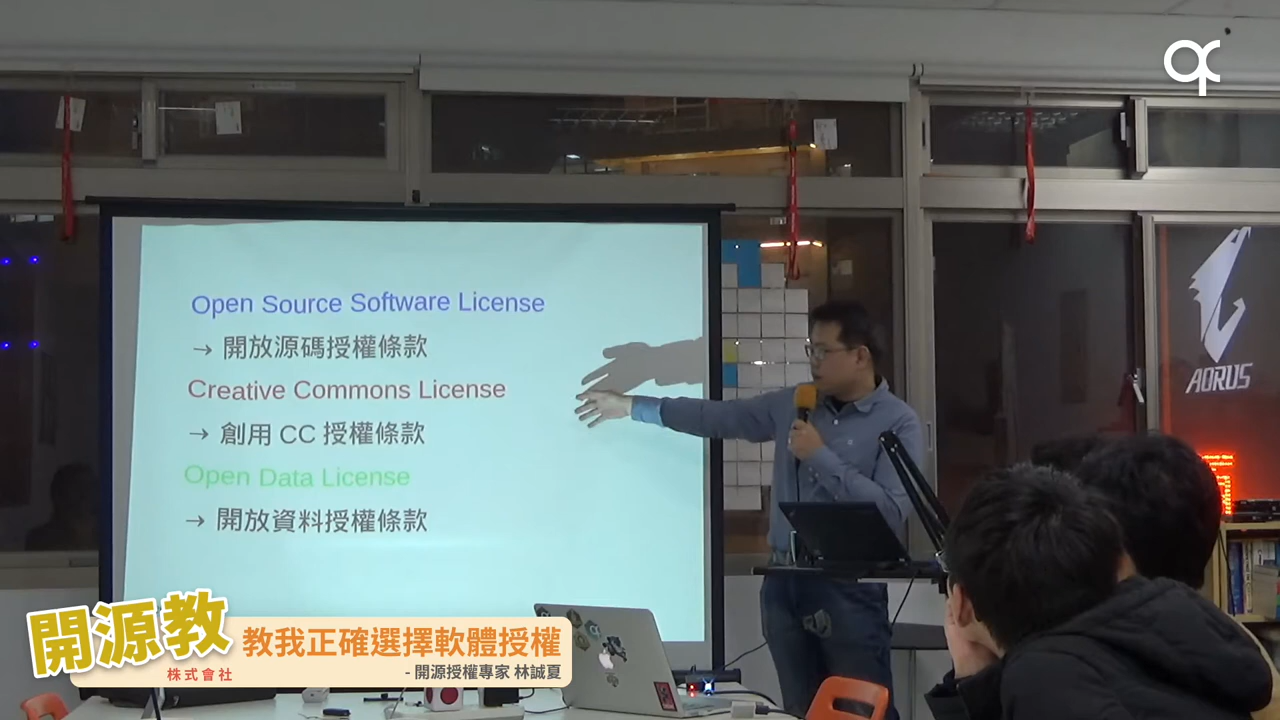 Open Source Software License
→ 開放源碼授權條款
Creative Commons License
→ 創用 CC 授權條款
Open Data License
→ 開放資料授權條款
AORUS
開源教
株式會社
教我正確選擇軟體授權
- 開源授權專家 林誠夏